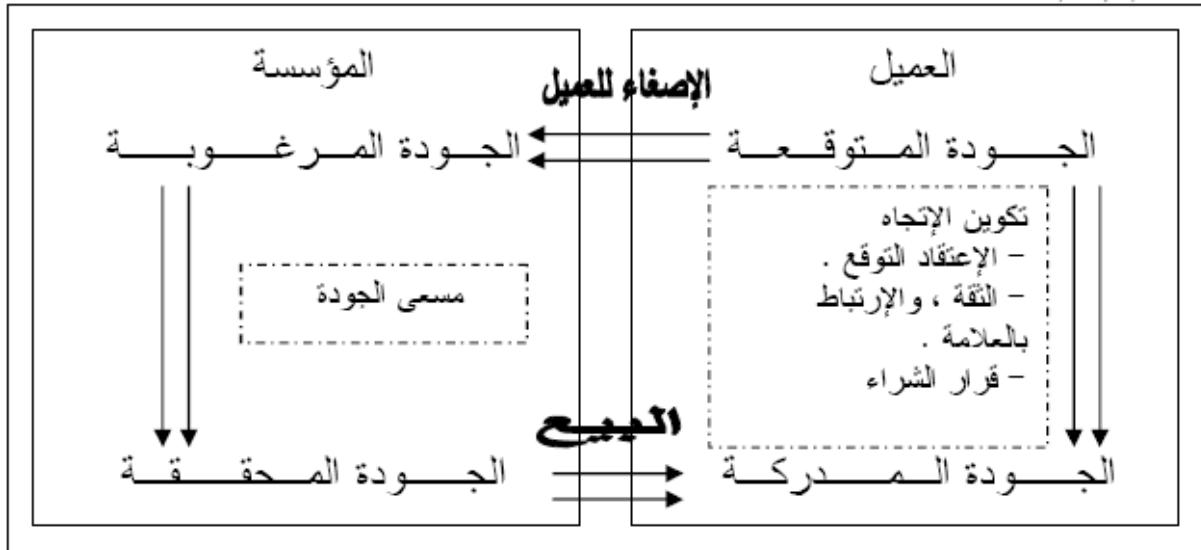 العميل
المؤسسة
الإصغاء للعميل
الجودة المتوقعة
الجودة المرغوبة
تكوين الإتجاه
- الإعتقاد التوقع .
- الثقة ، والإرتباط
بالعلامة .
- قرار الشراء
مسعى الجودة
البيع
الجودة المدركة
الجودة المحققة